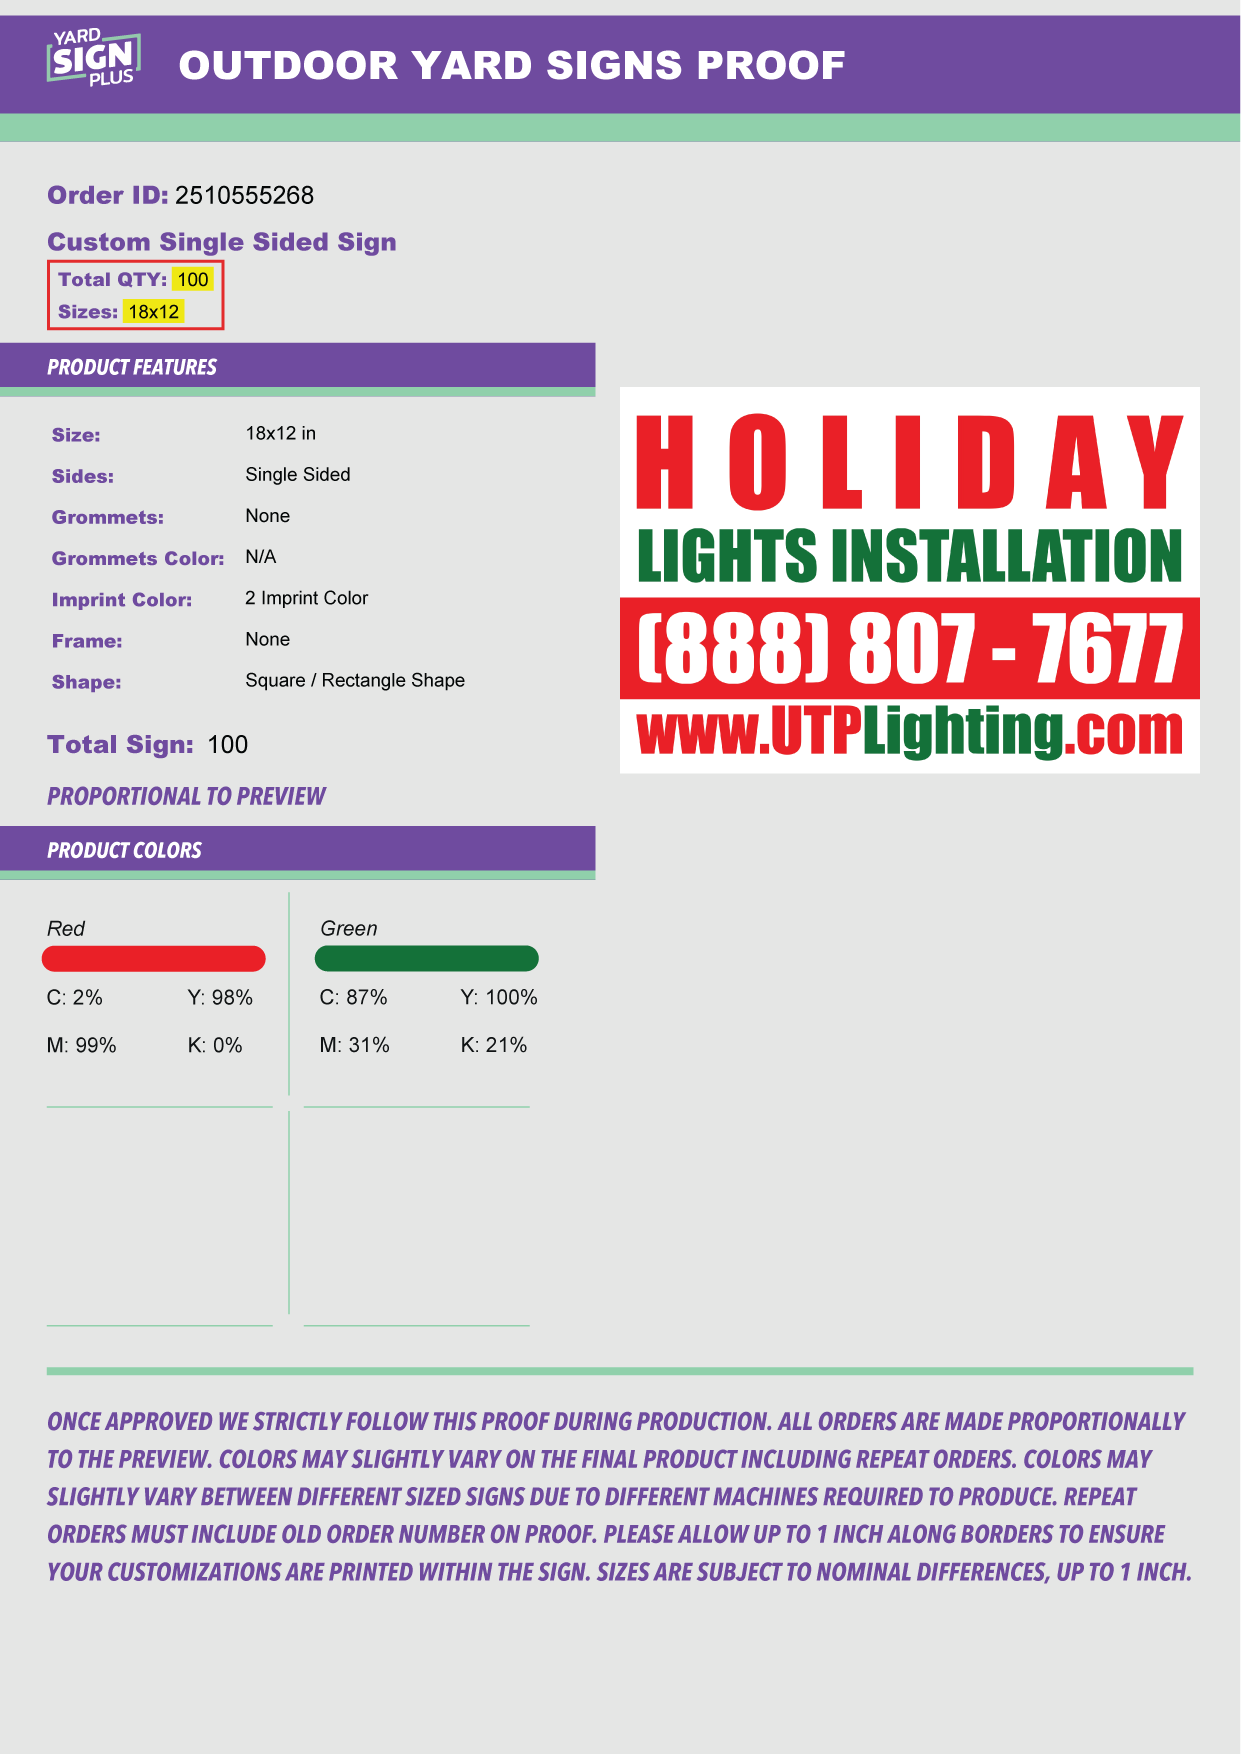 YARD
SIGN
PLUS
OUTDOOR YARD SIGNS PROOF
Order ID: 2510555268
Custom Single Sided Sign
Total QTY: 100
Sizes: 18x12
PRODUCT FEATURES
Size: 18x12 in
Sides: Single Sided
Grommets: None
Grommets Color: N/A
Imprint Color: 2 Imprint Color
Frame: None
Shape: Square / Rectangle Shape
Total Sign: 100
PROPORTIONAL TO PREVIEW
HOLIDAY
LIGHTS INSTALLATION
(888) 807 - 7677
www.UTPLighting.com
PRODUCT COLORS
Red Green
C: 2% Y: 98% C: 87% Y: 100%
M: 99% K: 0% M: 31% K: 21%
ONCE APPROVED WE STRICTLY FOLLOW THIS PROOF DURING PRODUCTION. ALL ORDERS ARE MADE PROPORTIONALLY
TO THE PREVIEW. COLORS MAY SLIGHTLY VARY ON THE FINAL PRODUCT INCLUDING REPEAT ORDERS. COLORS MAY
SLIGHTLY VARY BETWEEN DIFFERENT SIZED SIGNS DUE TO DIFFERENT MACHINES REQUIRED TO PRODUCE. REPEAT
ORDERS MUST INCLUDE OLD ORDER NUMBER ON PROOF. PLEASE ALLOW UP TO 1 INCH ALONG BORDERS TO ENSURE
YOUR CUSTOMIZATIONS ARE PRINTED WITHIN THE SIGN. SIZES ARE SUBJECT TO NOMINAL DIFFERENCES, UP TO 1 INCH.